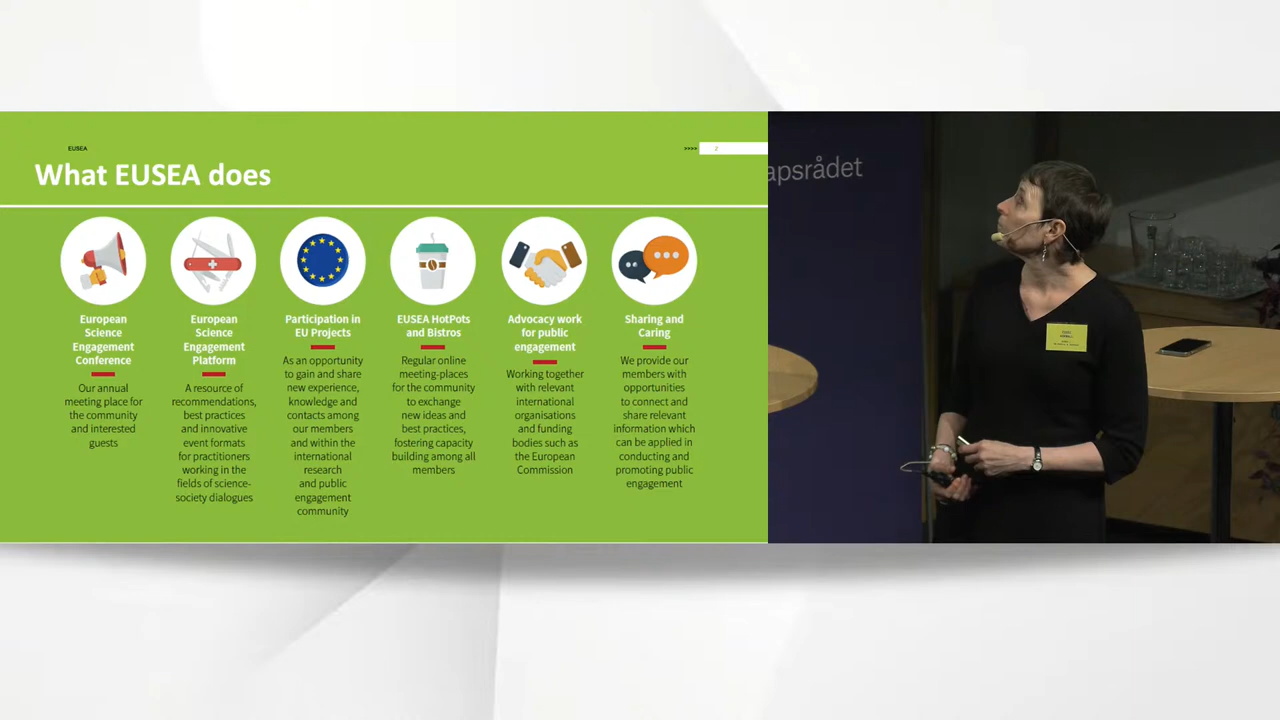 EUSEA
>>>> 2
What EUSEA does
European
Science
Engagement
Conference
Our annual
meeting place for
the community
and interested
guests
European
Science
Engagement
Platform
A resource of
recommendations,
best practices
and innovative
event formats
for practitioners
working in the
fields of science-
society dialogues
Participation in
EU Projects
As an opportunity
to gain and share
new experience,
knowledge and
contacts among
our members
and within the
international
research
and public
engagement
community
EUSEA HotPots
and Bistros
Regular online
meeting-places
for the community
to exchange
new ideas and
best practices,
fostering capacity
building among all
members
Advocacy work
for public
engagement
Working together
with relevant
international
organisations
and funding
bodies such as
the European
Commission
Sharing and
Caring
We provide our
members with
opportunities
to connect and
share relevant
information which
can be applied in
conducting and
promoting public
engagement
apsrådet